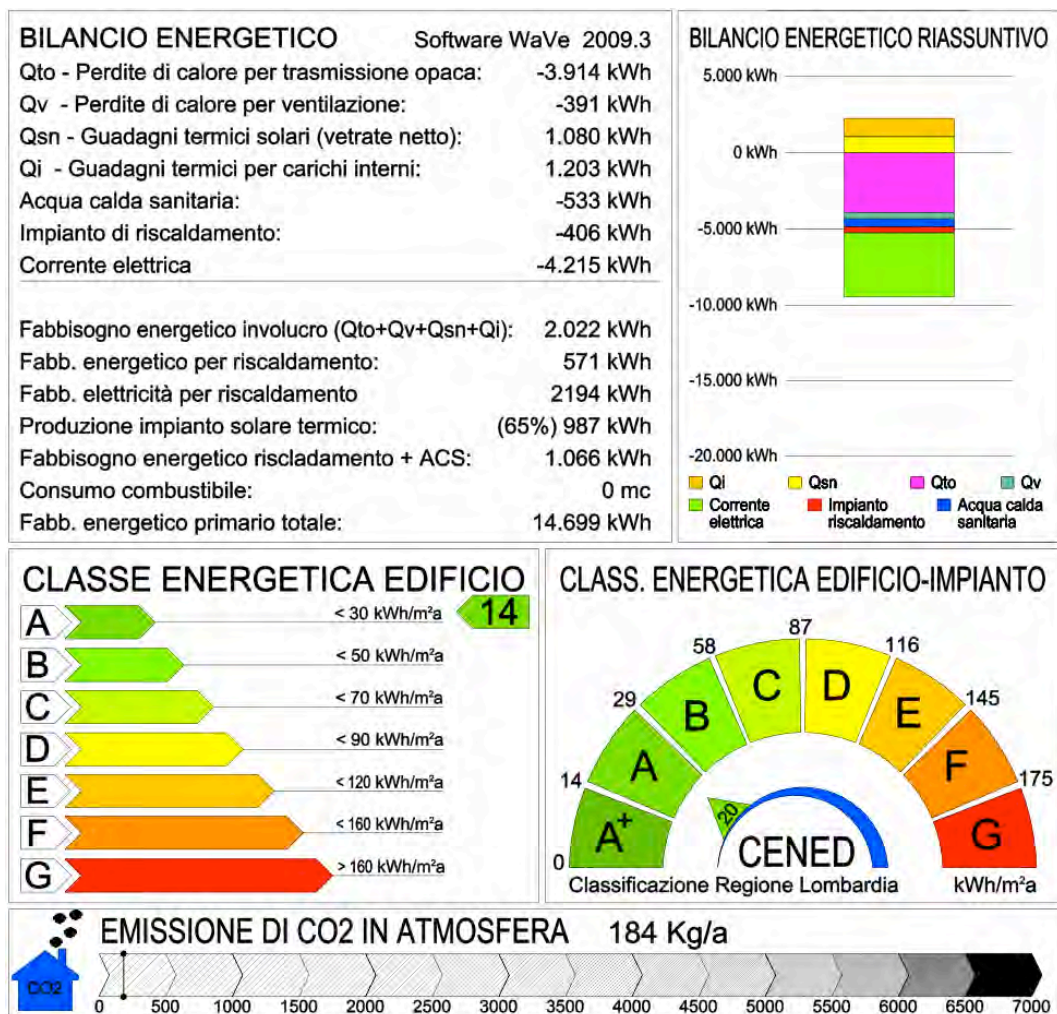 BILANCIO ENERGETICO Software WaVe 2009.3
Qto - Perdite di calore per trasmissione opaca: -3.914 kWh
Qv - Perdite di calore per ventilazione: -391 kWh
Qsn - Guadagni termici solari (vetrate netto): 1.080 kWh
Qi - Guadagni termici per carichi interni: 1.203 kWh
Acqua calda sanitaria: -533 kWh
Impianto di riscaldamento: -406 kWh
Corrente elettrica -4.215 kWh
Fabbisogno energetico involucro (Qto+Qv+Qsn+Qi): 2.022 kWh
Fabb. energetico per riscaldamento: 571 kWh
Fabb. elettricità per riscaldamento 2194 kWh
Produzione impianto solare termico: (65%) 987 kWh
Fabbisogno energetico riscladamento + ACS: 1.066 kWh
Consumo combustibile: 0 mc
Fabb. energetico primario totale: 14.699 kWh
BILANCIO ENERGETICO RIASSUNTIVO
5.000 kWh
0 kWh
-5.000 kWh
-10.000 kWh
-15.000 kWh
-20.000 kWh
Qi Qsn Qto Qv
Corrente elettrica
Impianto riscaldamento
Acqua calda sanitaria
CLASSE ENERGETICA EDIFICIO
A < 30 kWh/m²a 14
B < 50 kWh/m²a
C < 70 kWh/m²a
D < 90 kWh/m²a
E < 120 kWh/m²a
F < 160 kWh/m²a
G > 160 kWh/m²a
CLASS. ENERGETICA EDIFICIO-IMPIANTO
0 14 29 58 87 116 145 175
A+ A B C D E F G
20
CENED
Classificazione Regione Lombardia kWh/m²a
EMISSIONE DI CO2 IN ATMOSFERA 184 Kg/a
CO2
0 500 1000 1500 2000 2500 3000 3500 4000 4500 5000 5500 6000 6500 7000